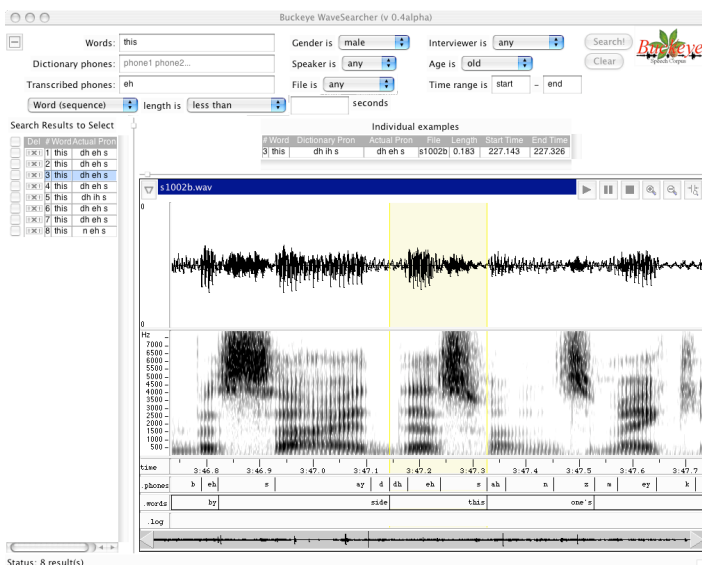 Buckeye WaveSearcher (v 0.4alpha)
Words: this Gender is male Interviewer is any Search!
Dictionary phones: phone1 phone2... Speaker is any Age is old Clear
Buckeye
Speech Corpus
Transcribed phones: eh File is any Time range is start – end
Word (sequence) length is less than seconds
Search Results to Select
Individual examples
Del # Word Actual Pron
# Word Dictionary Pron Actual Pron File Length Start Time End Time
3 this dh ih s dh eh s s1002b 0.183 227.143 227.326
1 this dh eh s
2 this dh eh s
3 this dh eh s
4 this dh eh s
5 this dh ih s
6 this dh eh s
7 this dh eh s
8 this n eh s
s1002b.wav
0
0
Hz
7000
6500
6000
5500
5000
4500
4000
3500
3000
2500
2000
1500
1000
500
time 3:46.8 3:46.9 3:47.0 3:47.1 3:47.2 3:47.3 3:47.4 3:47.5 3:47.6 3:47.7
.phones b eh s ay d dh eh s ah n z m ey k
.words by side this one's
.log
Status: 8 result(s)